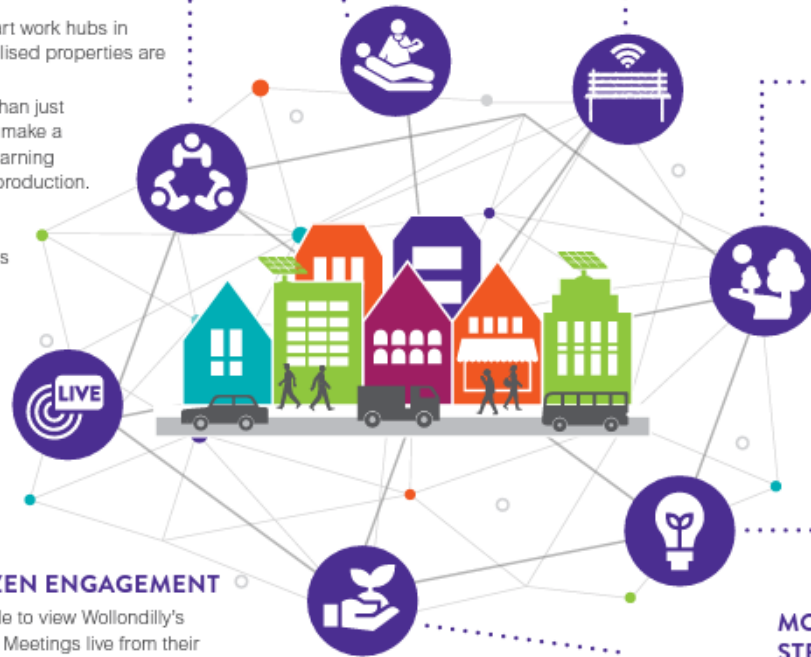 art work hubs in
lised properties are
han just
make a
arning
production.
s
LIVE
ZEN ENGAGEMENT
le to view Wollondilly's
Meetings live from their
MO
STR